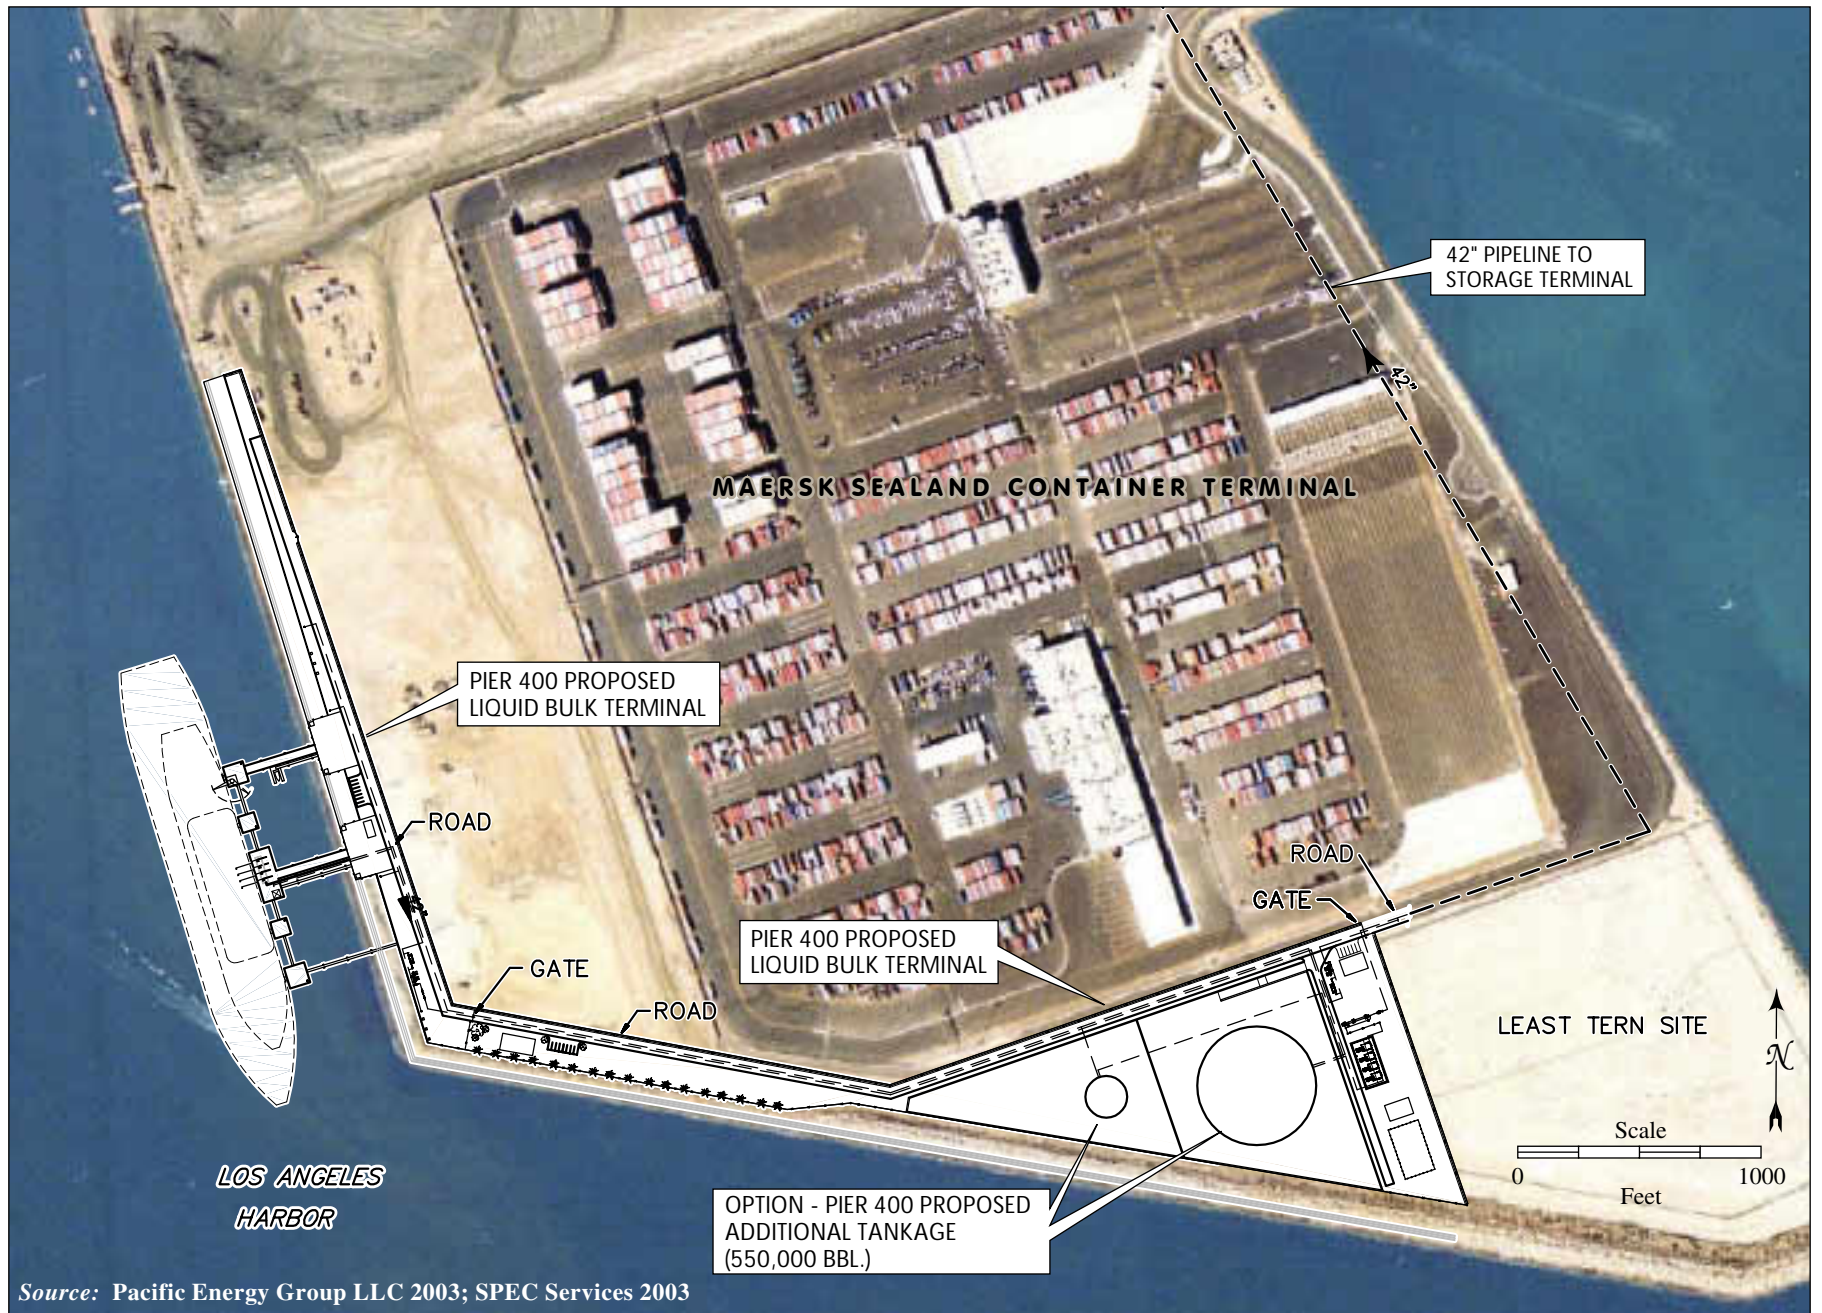 42" PIPELINE TO
STORAGE TERMINAL
42"
MAERSK SEALAND CONTAINER TERMINAL
PIER 400 PROPOSED
LIQUID BULK TERMINAL
ROAD
ROAD
GATE
42"
PIER 400 PROPOSED
LIQUID BULK TERMINAL
GATE
ROAD
LEAST TERN SITE
N
Scale
0 1000
Feet
LOS ANGELES
HARBOR
OPTION - PIER 400 PROPOSED
ADDITIONAL TANKAGE
(550,000 BBL.)
Source: Pacific Energy Group LLC 2003; SPEC Services 2003